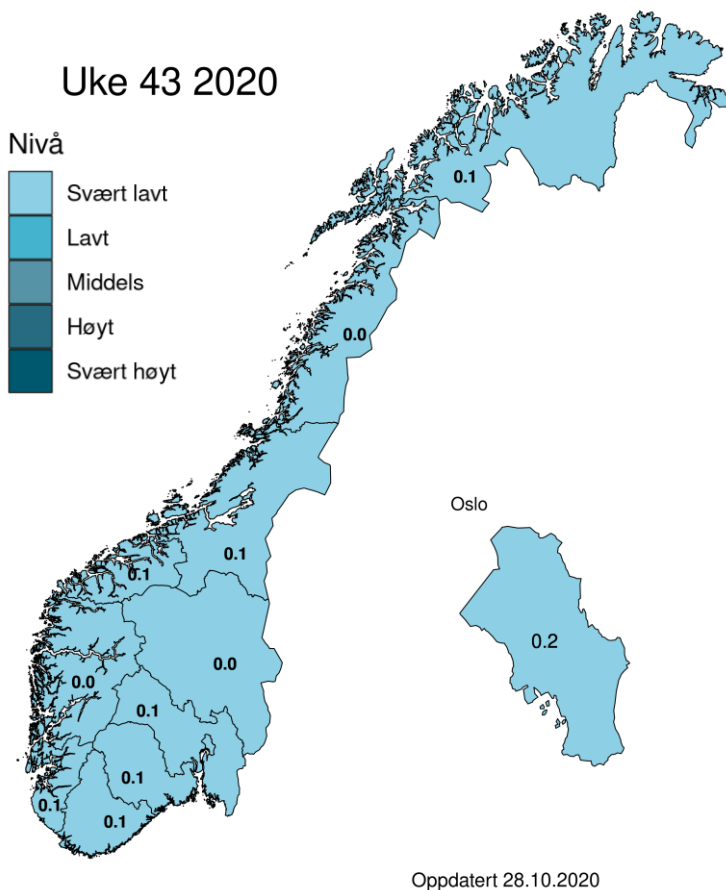 Uke 43 2020
Nivå
Svært lavt
Lavt
Middels
Høyt
Svært høyt
0.1
0.0
Oslo
0.1
0.1
0.2
0.0
0.0
0.1
0.1
0.1
0.1
Oppdatert 28.10.2020